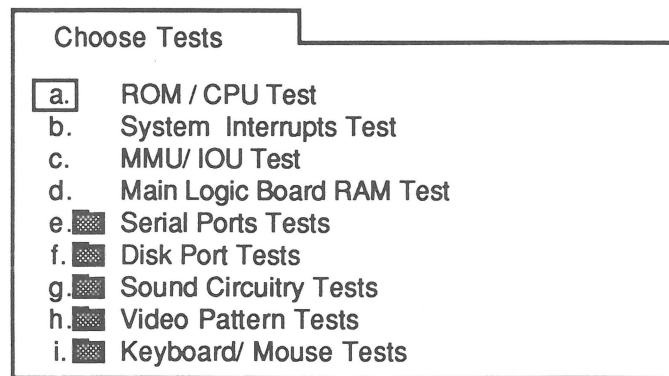 Choose Tests
a. ROM / CPU Test
b. System Interrupts Test
c. MMU/ IOU Test
d. Main Logic Board RAM Test
e. Serial Ports Tests
f. Disk Port Tests
g. Sound Circuitry Tests
h. Video Pattern Tests
i. Keyboard/ Mouse Tests